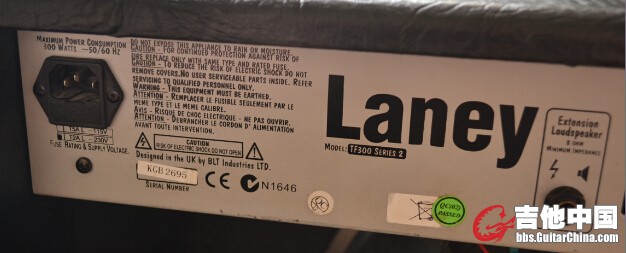 MAXIMUM POWER CONSUMPTION
300 WATTS ~50/60 HZ
DO NOT EXPOSE THIS APPLIANCE TO RAIN OR MOISTURE.
CAUTION - FOR CONTINUED PROTECTION AGAINST RISK OF
FIRE REPLACE ONLY WITH SAME TYPE AND RATED FUSE.
CAUTION - TO REDUCE THE RISK OF ELECTRIC SHOCK DO NOT
REMOVE COVERS. NO USER SERVICEABLE PARTS INSIDE. REFER
SERVICING TO QUALIFIED PERSONNEL ONLY.
WARNING - THIS EQUIPMENT MUST BE EARTHED.
ATTENTION - REMPLACER LE FUSIBLE SEULEMENT PAR LE
MEME TYPE ET LE MEME CALIBRE.
AVIS - RISQUE DE CHOC ELECTRIQUE - NE PAS OUVRIR.
ATTENTION - DEBRANCHER LE CORDON D' ALIMENTATION
AVANT TOUTE INTERVENTION.
110V
230V
FUSE RATING & SUPPLY VOLTAGE.
CAUTION
RISK OF ELECTRIC SHOCK DO NOT OPEN
Designed in the UK by BLT Industries LTD.
KGB 2695
SERIAL NUMBER
CE
N1646
Laney
MODEL: TF300 SERIES 2
Extension
Loudspeaker
8 OHM
MINIMUM IMPEDANCE
PASSED
吉他中国
bbs.GuitarChina.com